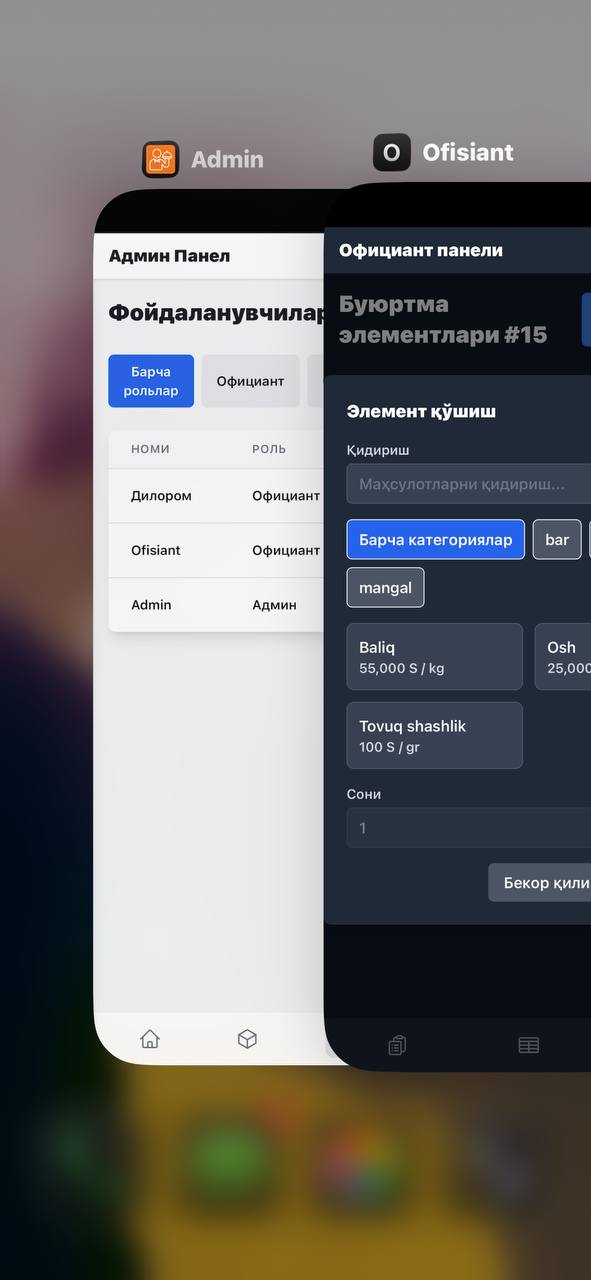 Admin
Админ Панел
Фойдаланувчилар
Барча
рольлар
Официант
НОМИ РОЛЬ
Дилором Официант
Ofisiant Официант
Admin Админ
O Ofisiant
Официант панели
Буюртма
элементлари #15
Элемент қўшиш
Қидириш
Маҳсулотларни қидириш...
Барча категориялар bar
mangal
Baliq Osh
55,000 S / kg 25,000
Tovuq shashlik
100 S / gr
Сони
1
Бекор қили